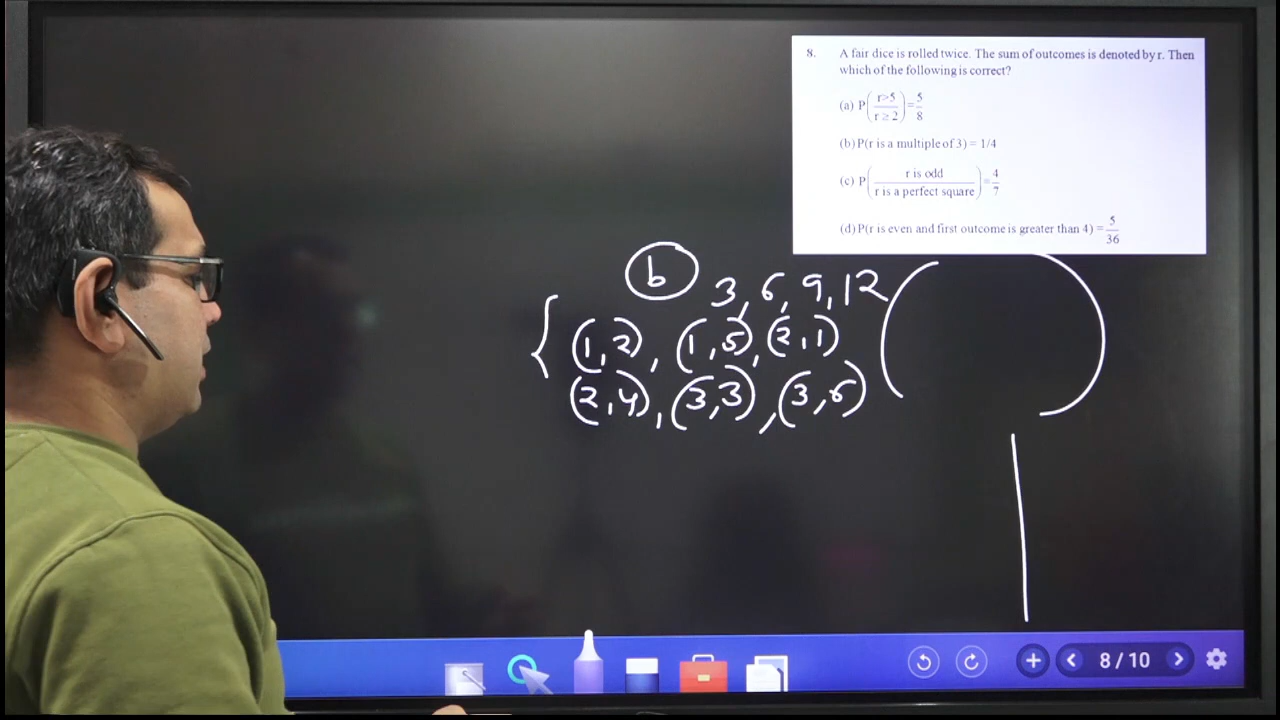 8. A fair dice is rolled twice. The sum of outcomes is denoted by r. Then
which of the following is correct?
(a) P(r>5/r≥2)=5/8
(b) P(r is a multiple of 3) = 1/4
(c) P(r is odd/r is a perfect square)=4/7
(d) P(r is even and first outcome is greater than 4) = 5/36
b 3, 6, 9, 12
{ (1,2), (1,5), (2,1)
(2,4), (3,3), (3,6)
8 / 10